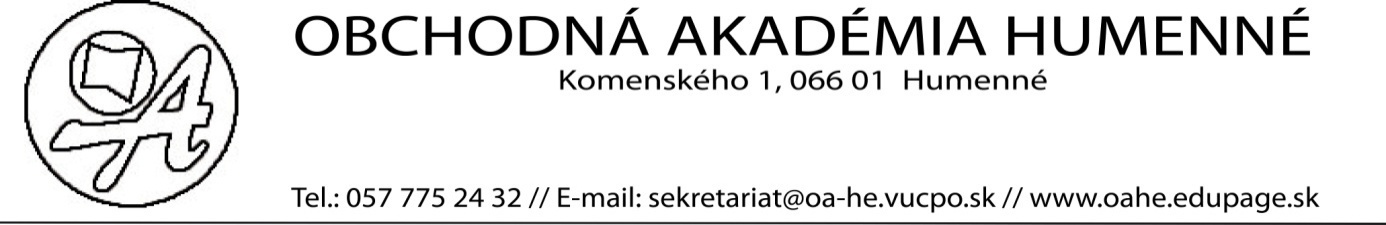 OBCHODNÁ AKADÉMIA HUMENNÉ
Komenského 1, 066 01 Humenné
Tel.: 057 775 24 32 // E-mail: sekretariat@oa-he.vucpo.sk // www.oahe.edupage.sk